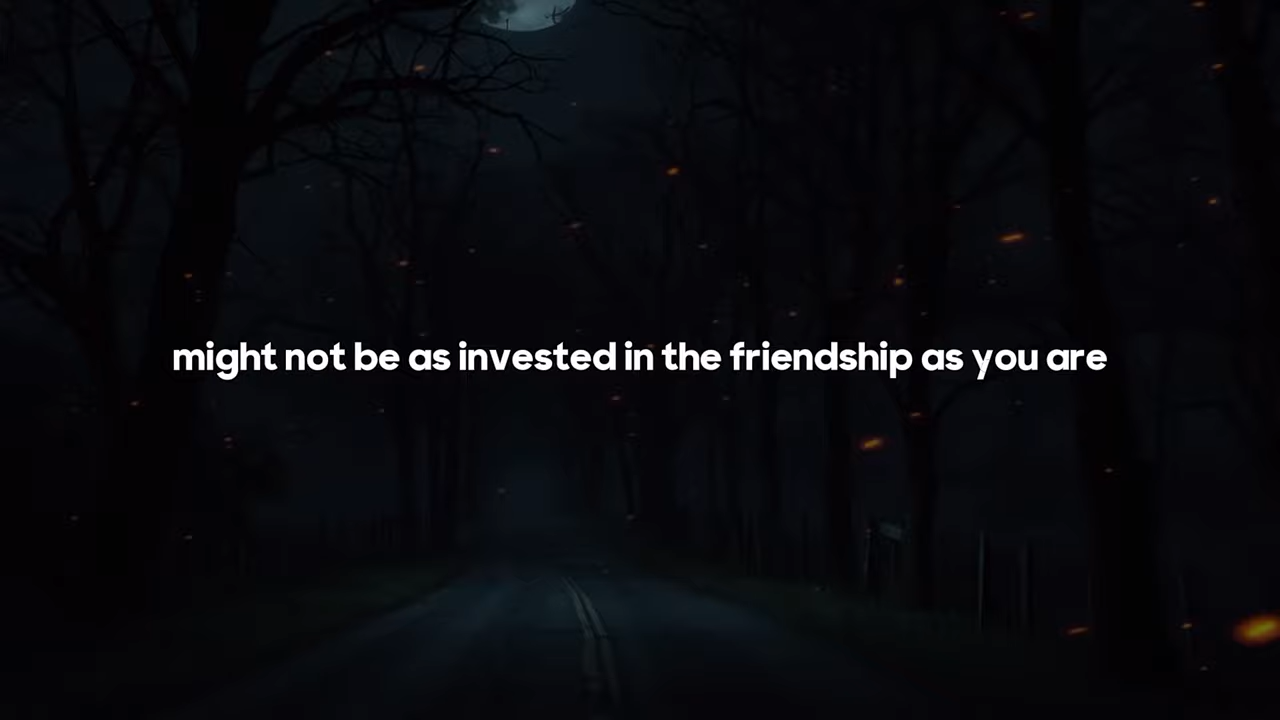 might not be as invested in the friendship as you are